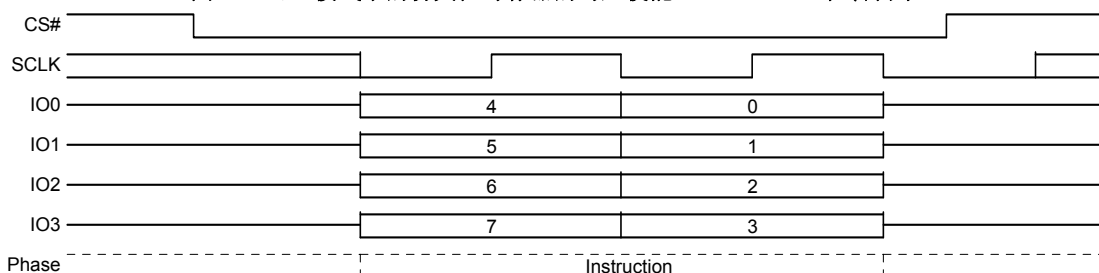 CS#
SCLK
IO0 4 0
IO1 5 1
IO2 6 2
IO3 7 3
Phase Instruction